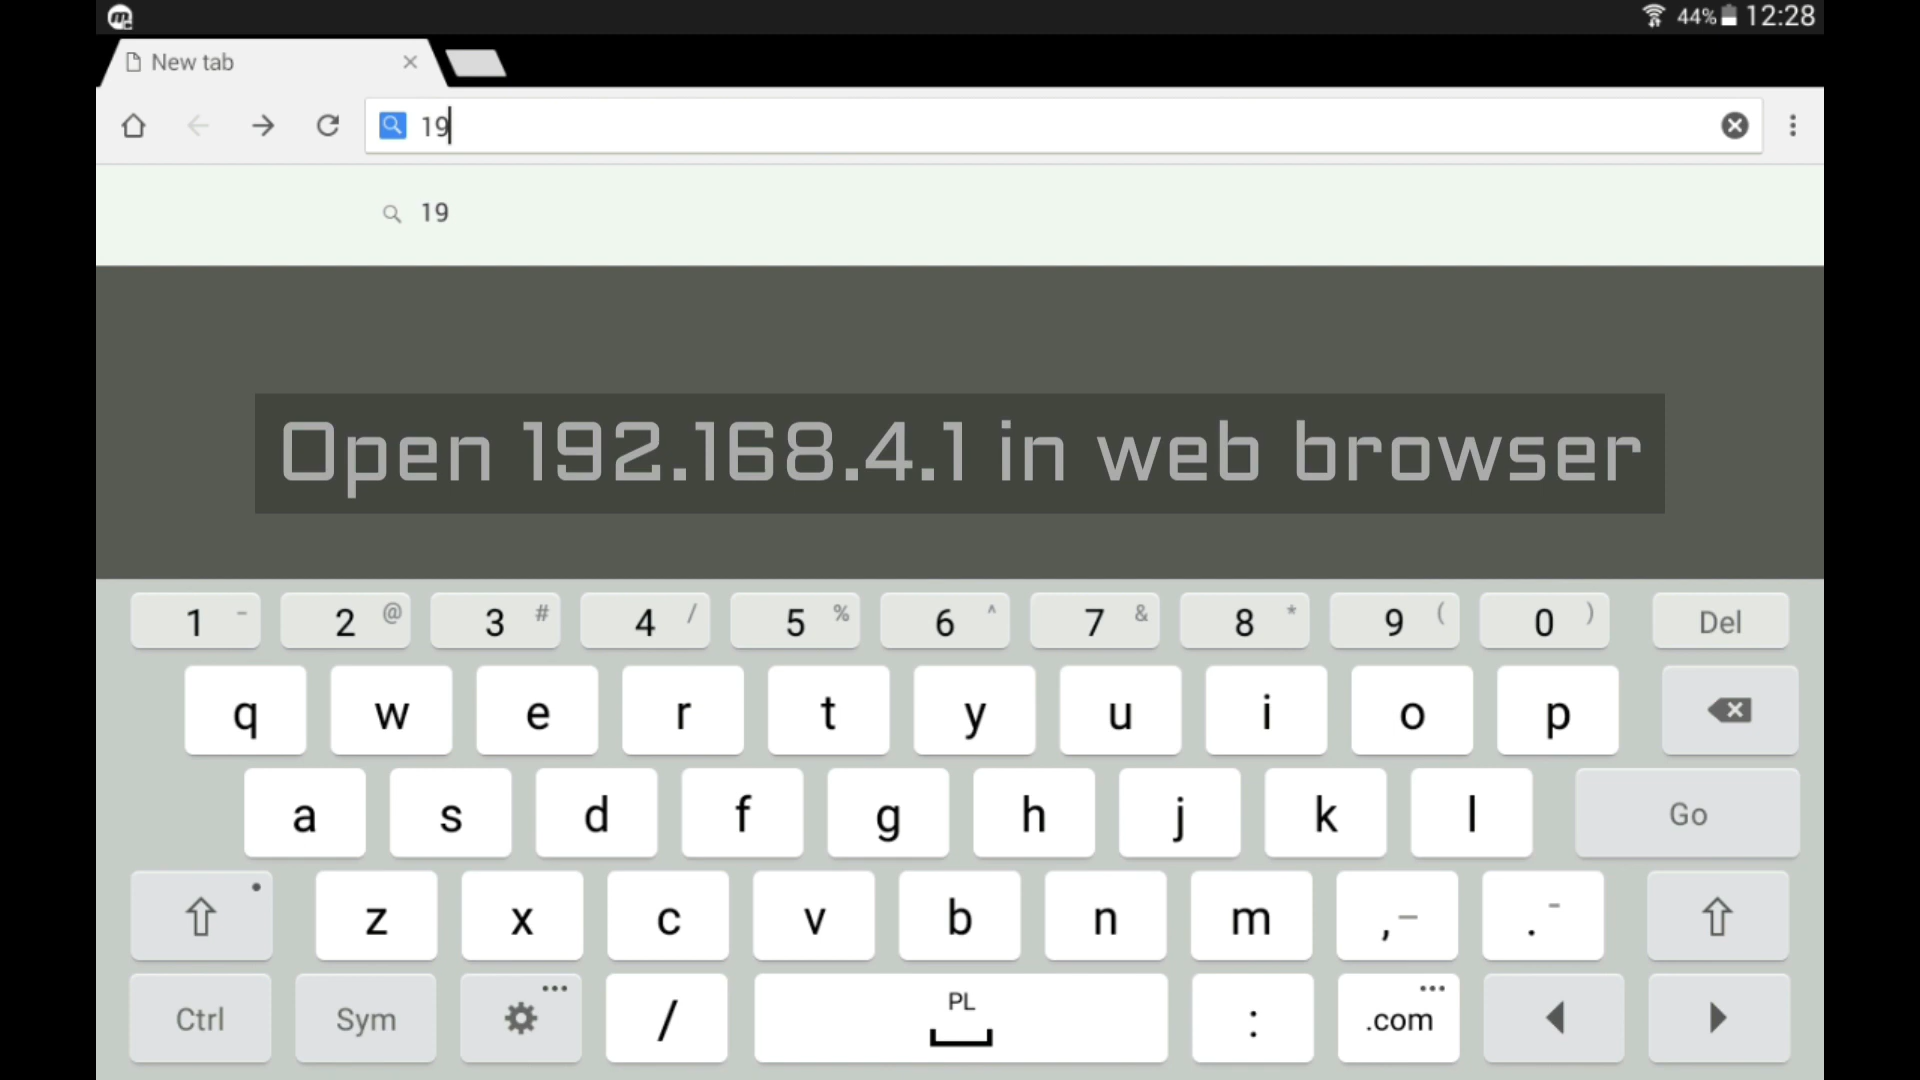 44% 12:28
New tab
19
19
Open 192.168.4.1 in web browser
1 - 2 @ 3 # 4 / 5 % 6 ^ 7 & 8 * 9 ( 0 ) Del
q w e r t y u i o p
a s d f g h j k l Go
z x c v b n m , – . -
Ctrl Sym ... / PL : .com ...